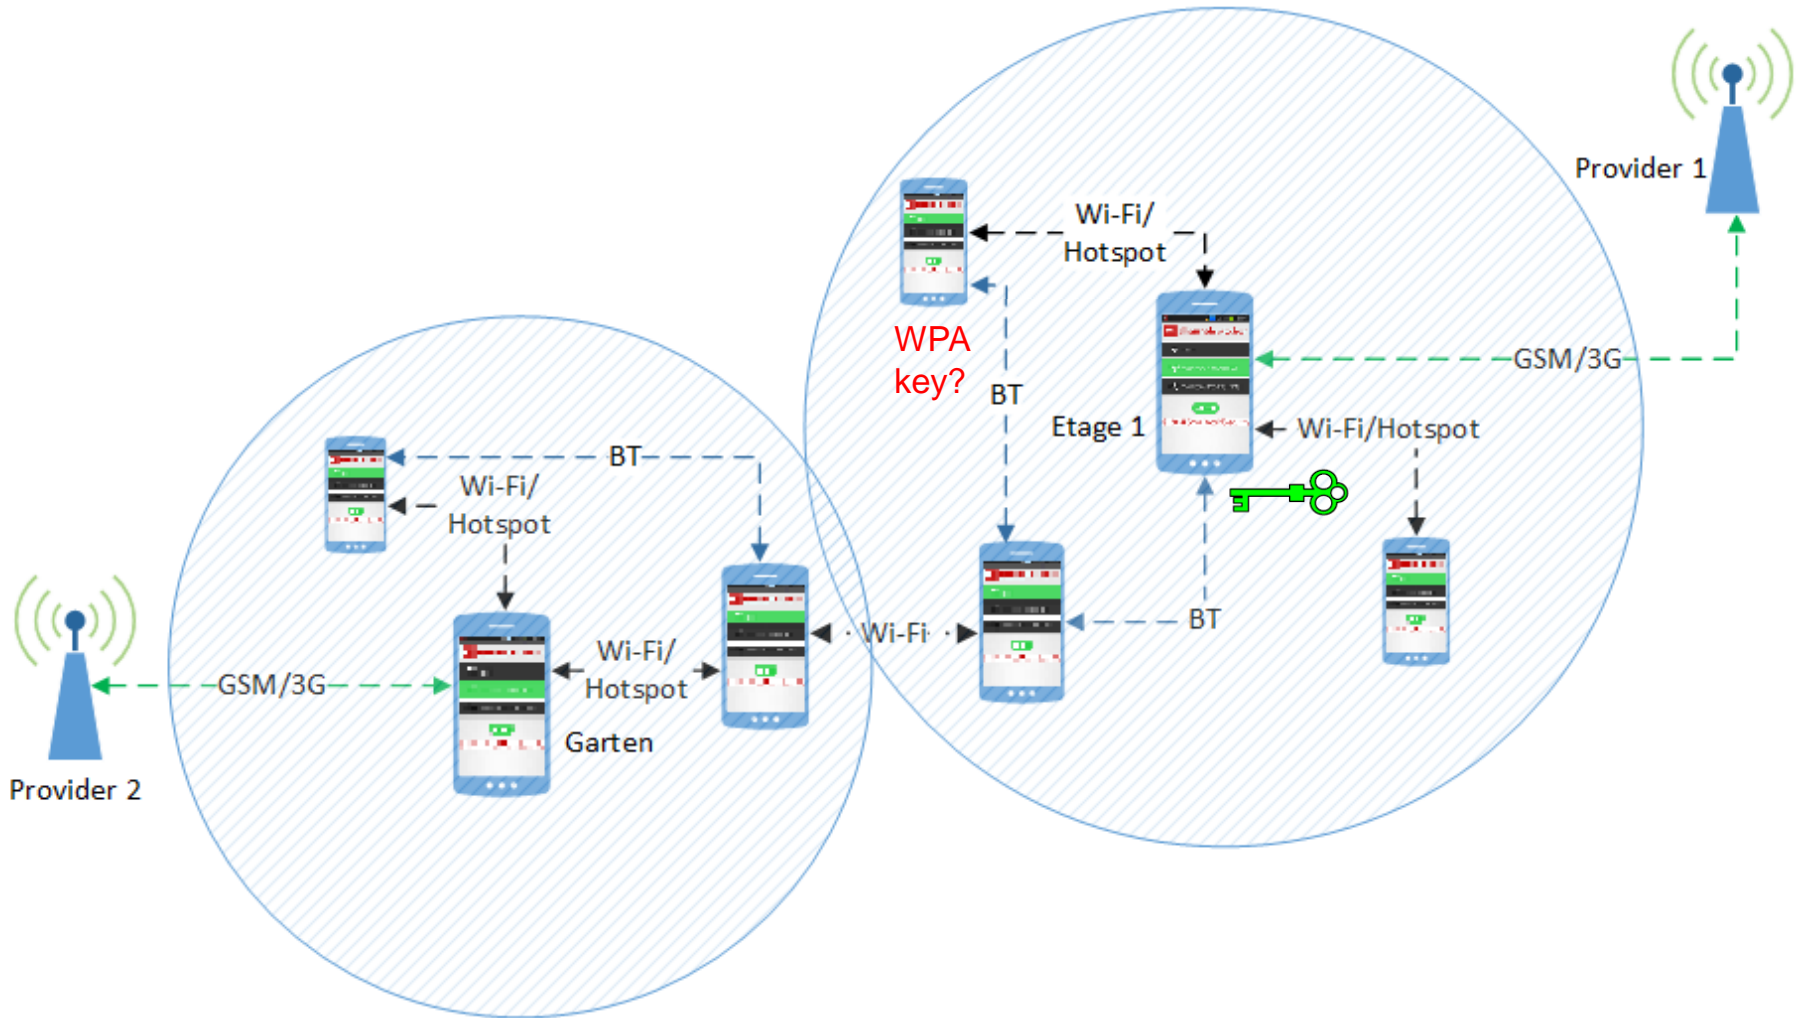 Provider 1
Wi-Fi/
Hotspot
WPA
key?
GSM/3G
BT
Etage 1
Wi-Fi/Hotspot
BT
Wi-Fi/
Hotspot
BT
Wi-Fi
Wi-Fi/
Hotspot
GSM/3G
Garten
Provider 2